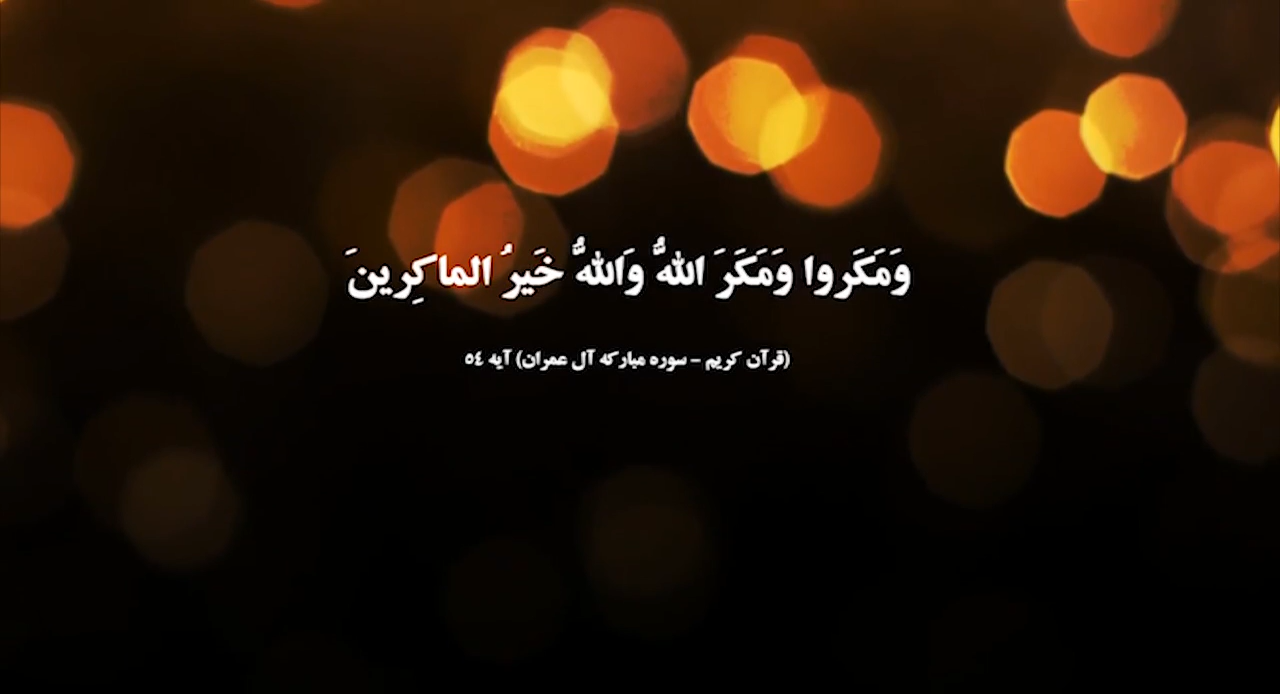 وَمَكَروا وَمَكَرَ اللهُّ وَاللهُّ خَيرُ الماكِرينَ
(قرآن کریم – سوره مبارکه آل عمران) آیه ٥٤